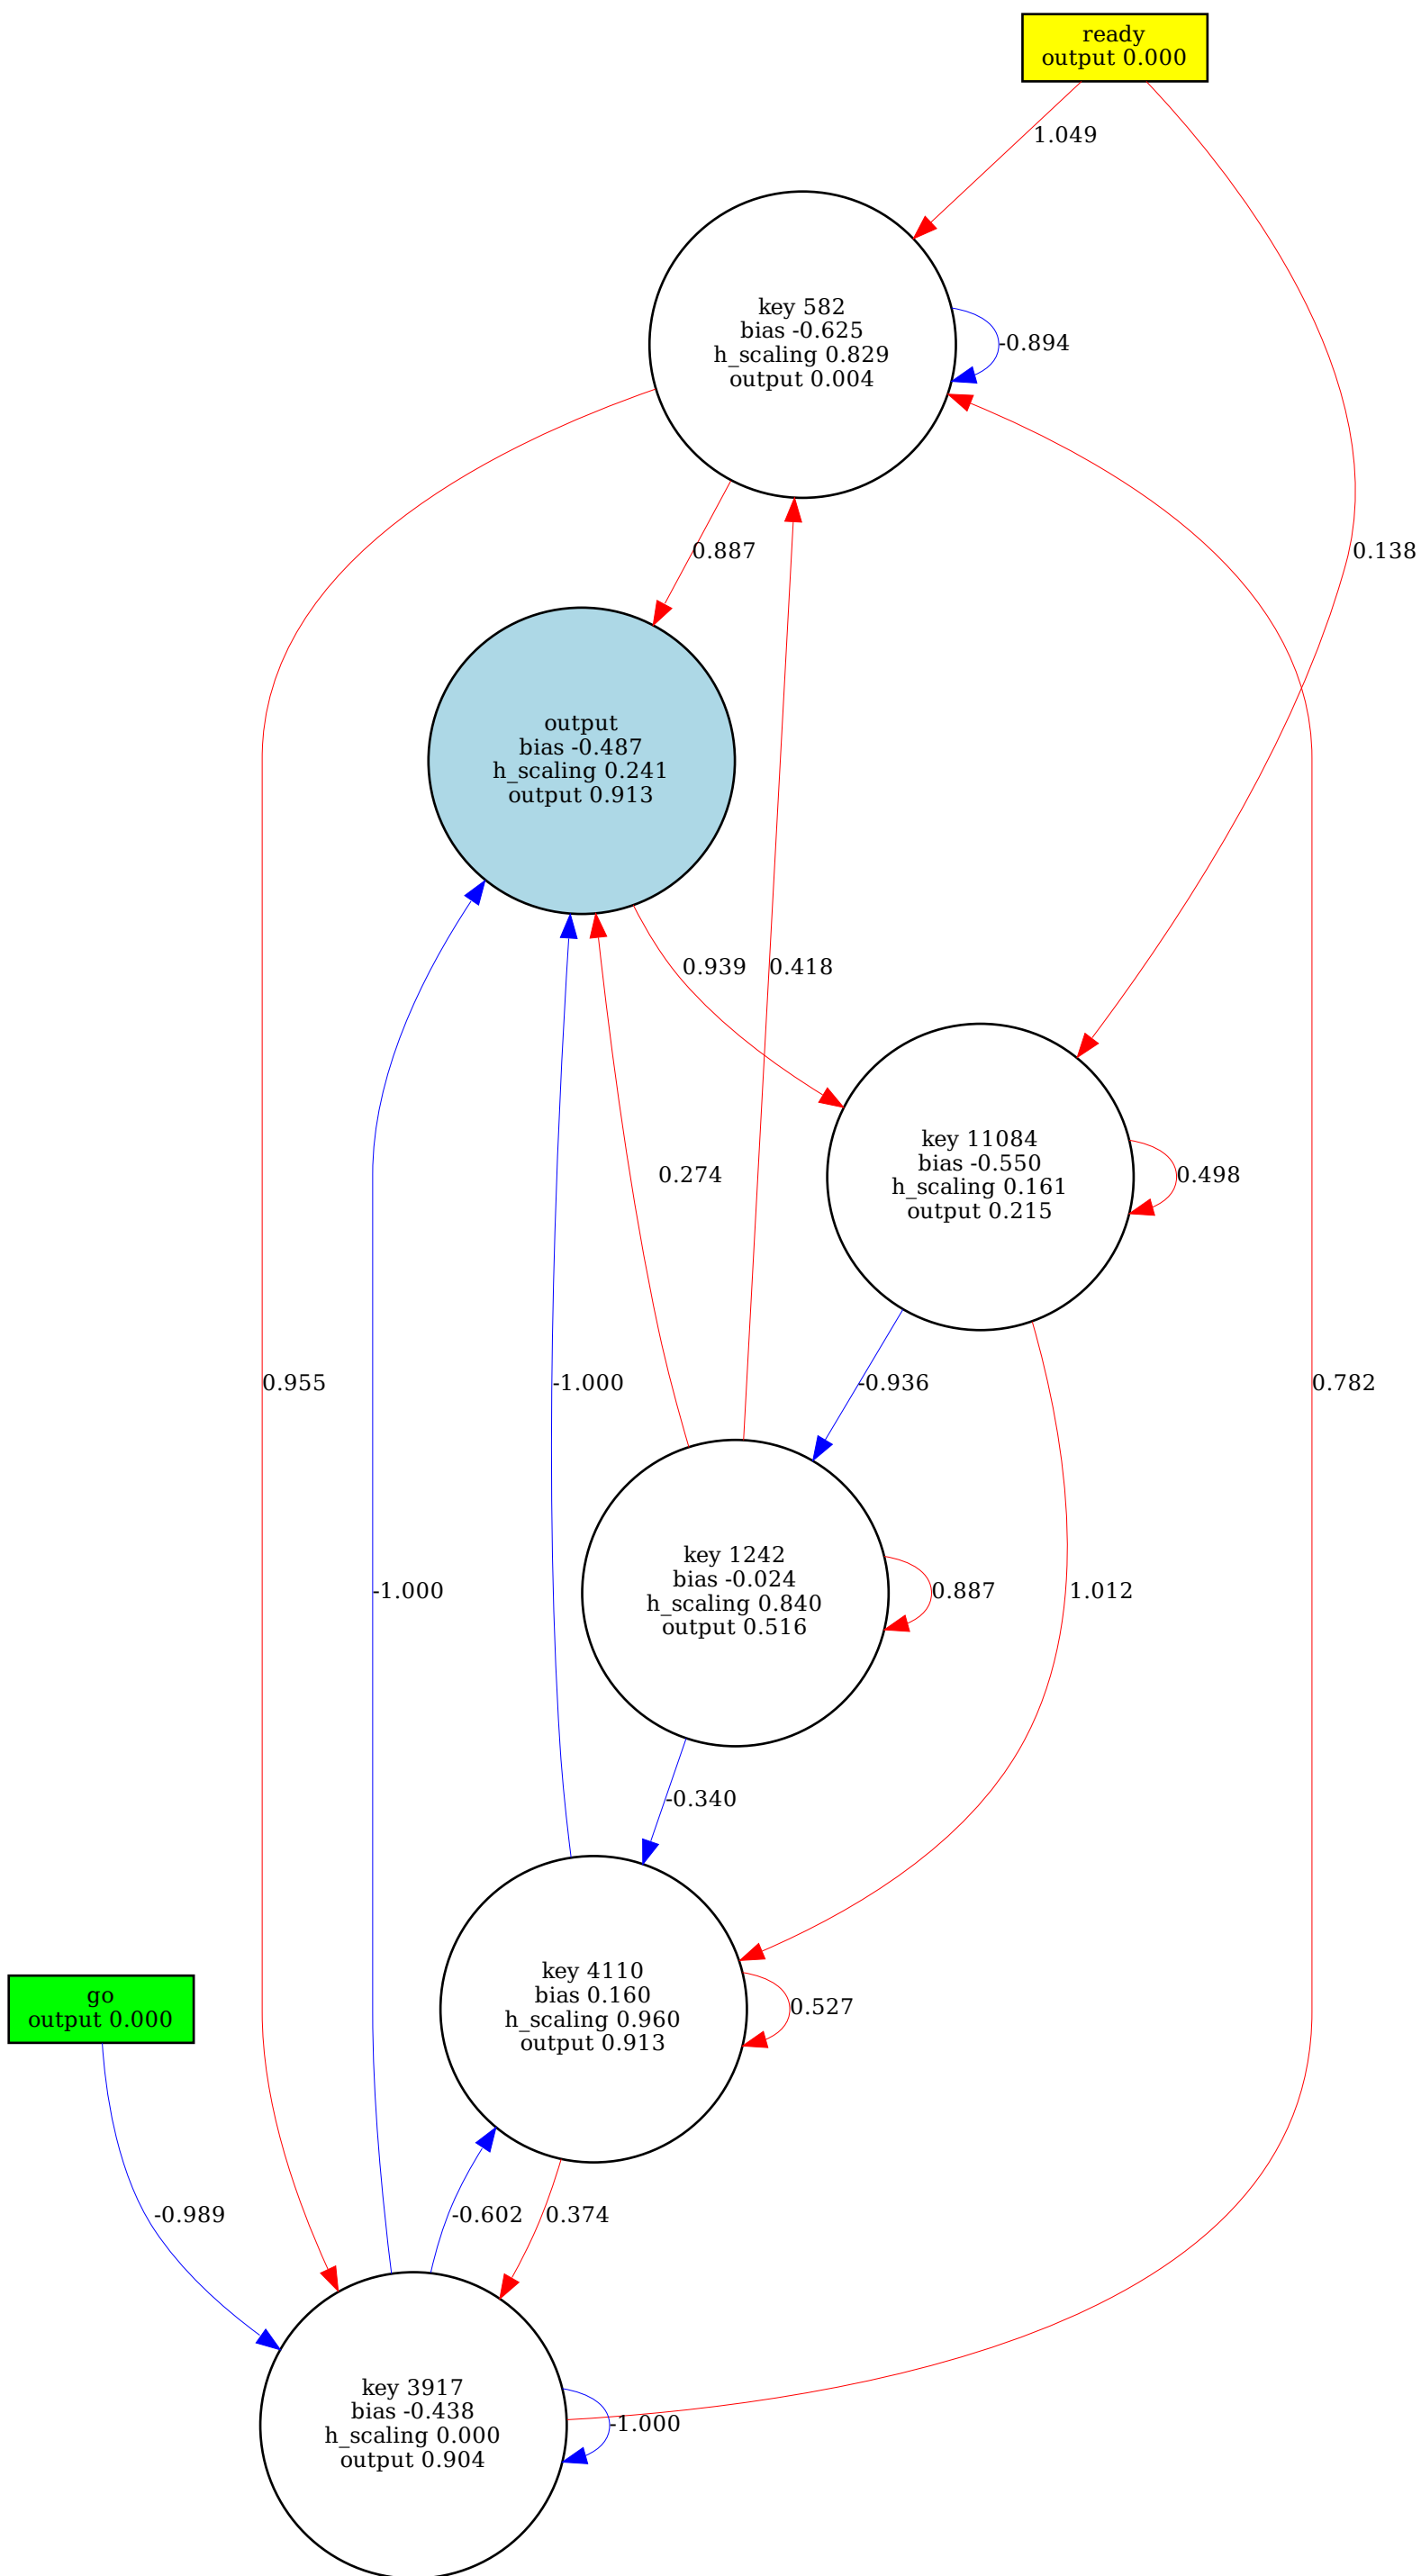 ready
output 0.000
1.049
key 582
bias -0.625
h_scaling 0.829
output 0.004
-0.894
0.887
0.138
output
bias -0.487
h_scaling 0.241
output 0.913
0.939
0.418
key 11084
bias -0.550
h_scaling 0.161
output 0.215
0.498
0.274
0.955
-1.000
-0.936
0.782
key 1242
bias -0.024
h_scaling 0.840
output 0.516
0.887
-1.000
1.012
-0.340
key 4110
bias 0.160
h_scaling 0.960
output 0.913
0.527
go
output 0.000
-0.989
-0.602
0.374
key 3917
bias -0.438
h_scaling 0.000
output 0.904
-1.000